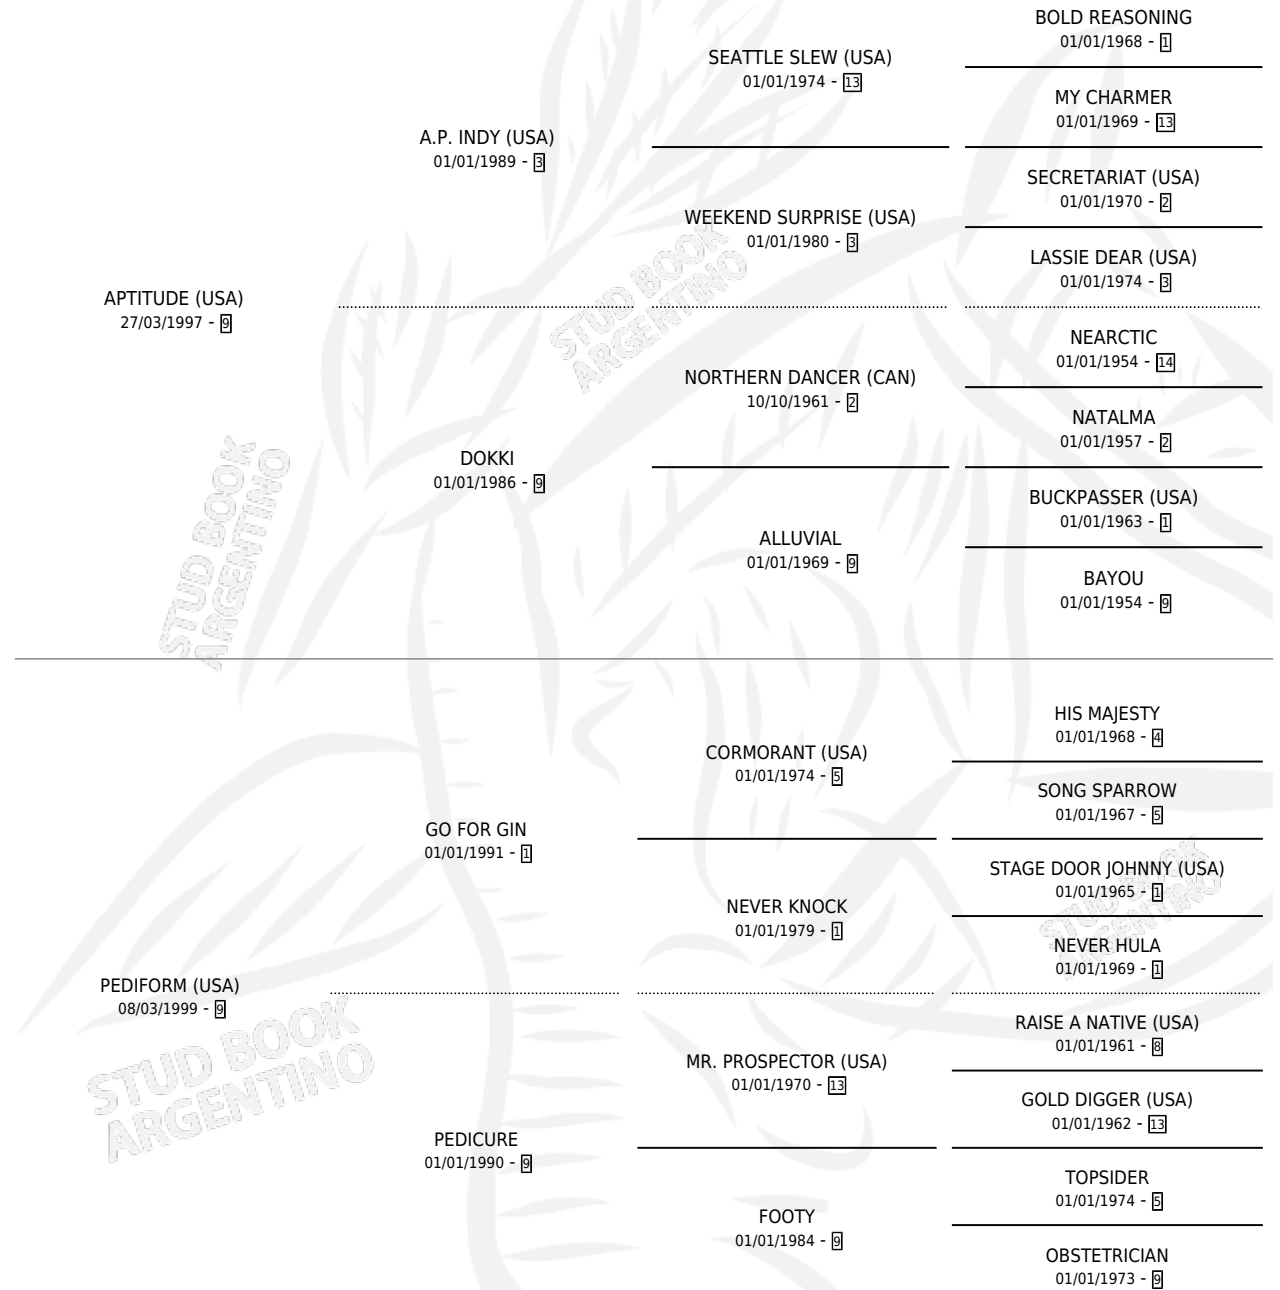 BOLD REASONING
01/01/1968 - 1
SEATTLE SLEW (USA)
01/01/1974 - 13
MY CHARMER
01/01/1969 - 13
A.P. INDY (USA)
01/01/1989 - 3
SECRETARIAT (USA)
01/01/1970 - 2
WEEKEND SURPRISE (USA)
01/01/1980 - 3
LASSIE DEAR (USA)
01/01/1974 - 3
APTITUDE (USA)
27/03/1997 - 9
NEARCTIC
01/01/1954 - 14
NORTHERN DANCER (CAN)
10/10/1961 - 2
NATALMA
01/01/1957 - 2
DOKKI
01/01/1986 - 9
BUCKPASSER (USA)
01/01/1963 - 1
ALLUVIAL
01/01/1969 - 9
BAYOU
01/01/1954 - 9
HIS MAJESTY
01/01/1968 - 4
CORMORANT (USA)
01/01/1974 - 5
SONG SPARROW
01/01/1967 - 5
GO FOR GIN
01/01/1991 - 1
STAGE DOOR JOHNNY (USA)
01/01/1965 - 1
NEVER KNOCK
01/01/1979 - 1
NEVER HULA
01/01/1969 - 1
PEDIFORM (USA)
08/03/1999 - 9
RAISE A NATIVE (USA)
01/01/1961 - 8
MR. PROSPECTOR (USA)
01/01/1970 - 13
GOLD DIGGER (USA)
01/01/1962 - 13
PEDICURE
01/01/1990 - 9
TOPSIDER
01/01/1974 - 5
FOOTY
01/01/1984 - 9
OBSTETRICIAN
01/01/1973 - 9
STUD BOOK
ARGENTINO
STUD BOOK
ARGENTINO
STUD BOOK
ARGENTINO
STUD BOOK
ARGENTINO